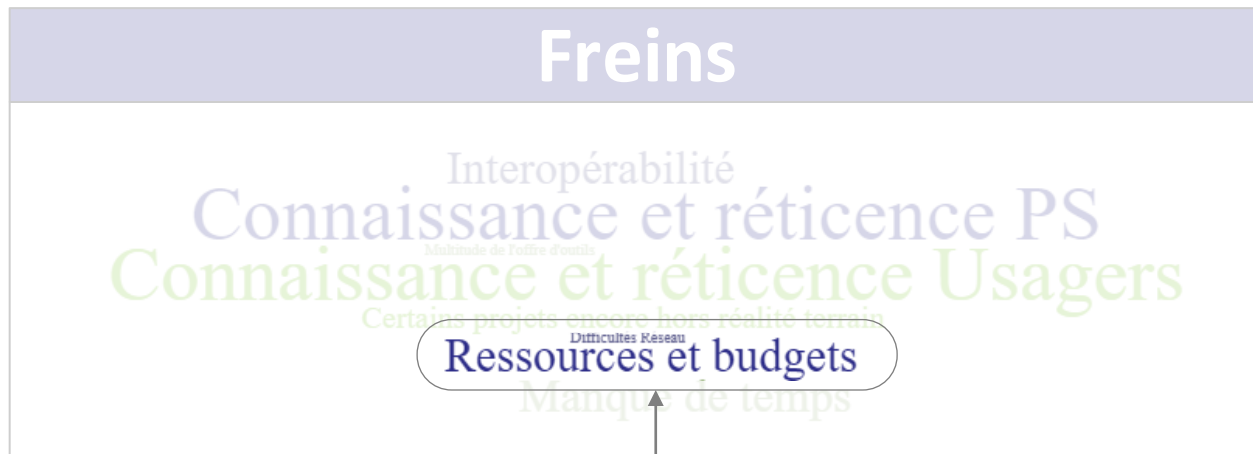 Freins
Interopérabilité
Connaissance et réticence PS
Multitude de l'offre d'outils
Connaissance et réticence Usagers
Certains projets encore hors réalité terrain
Difficultes Reseau
Ressources et budgets
Manque de temps